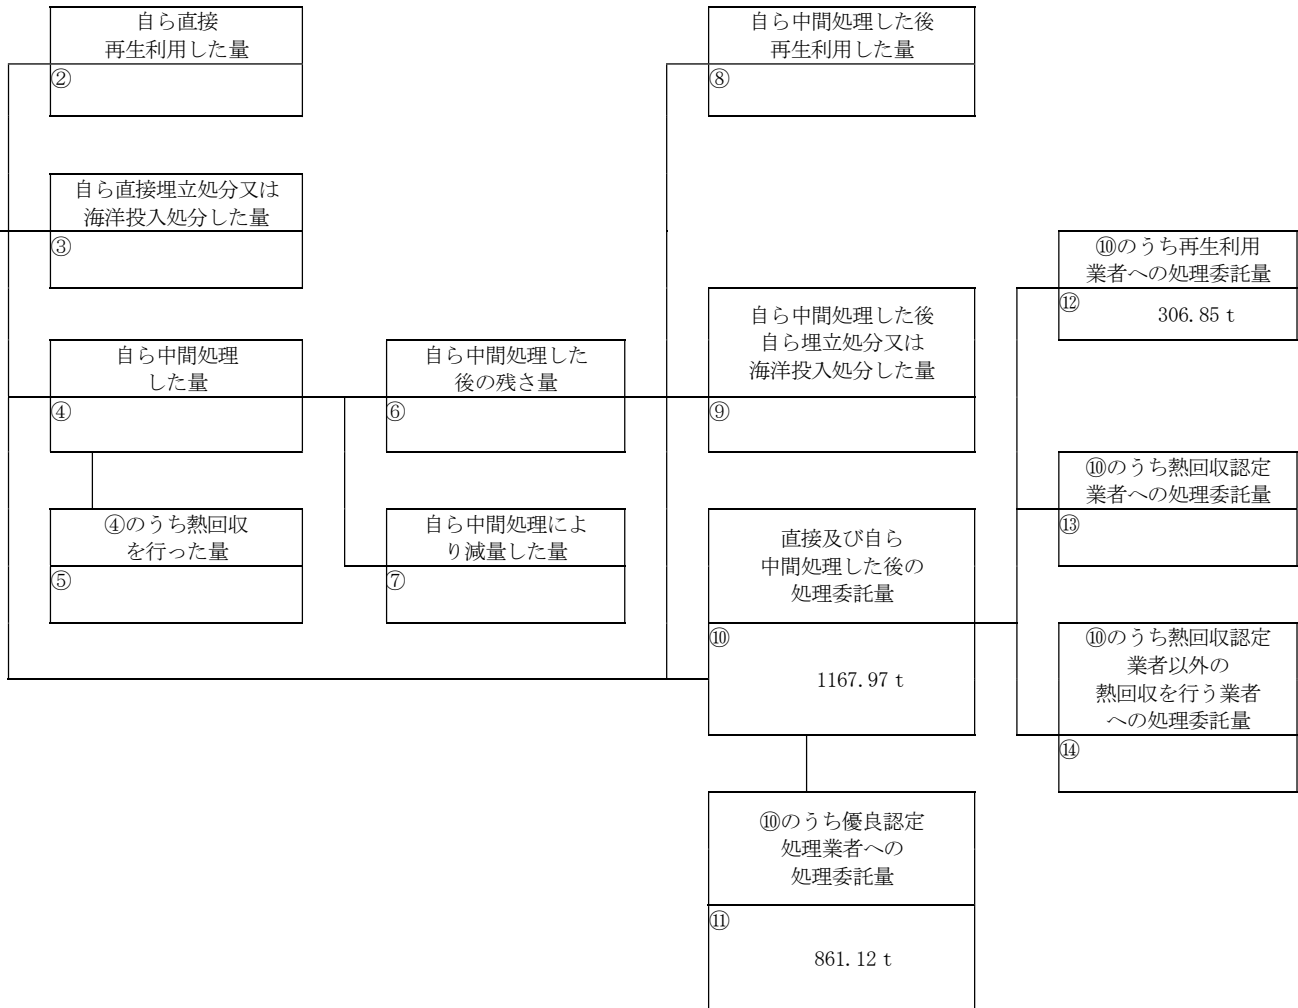 自ら直接
再生利用した量
②
自ら中間処理した後
再生利用した量
⑧
自ら直接埋立処分又は
海洋投入処分した量
③
⑩のうち再生利用
業者への処理委託量
⑫
306.85 t
自ら中間処理した後
自ら埋立処分又は
海洋投入処分した量
⑨
自ら中間処理
した量
④
自ら中間処理した
後の残さ量
⑥
⑩のうち熱回収認定
業者への処理委託量
⑬
④のうち熱回収
を行った量
⑤
自ら中間処理によ
り減量した量
⑦
直接及び自ら
中間処理した後の
処理委託量
⑩
1167.97 t
⑩のうち熱回収認定
業者以外の
熱回収を行う業者
への処理委託量
⑭
⑩のうち優良認定
処理業者への
処理委託量
⑪
861.12 t